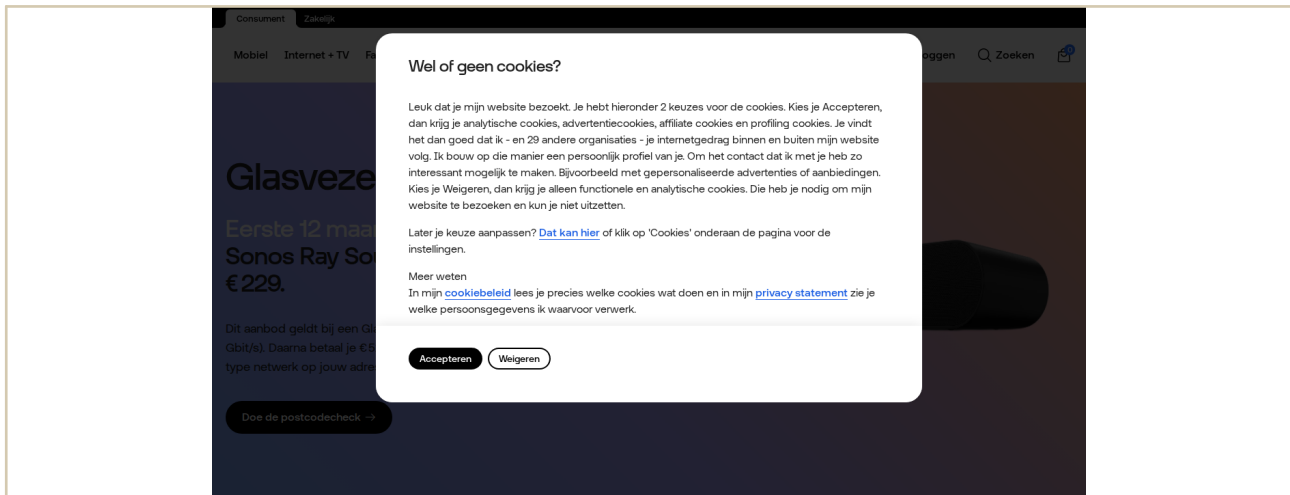 Consument Zakelijk
Mobiel Internet + TV Fa
oggen Zoeken 0
Wel of geen cookies?
Leuk dat je mijn website bezoekt. Je hebt hieronder 2 keuzes voor de cookies. Kies je Accepteren,
dan krijg je analytische cookies, advertentiecookies, affiliate cookies en profiling cookies. Je vindt
het dan goed dat ik - en 29 andere organisaties - je internetgedrag binnen en buiten mijn website
volg. Ik bouw op die manier een persoonlijk profiel van je. Om het contact dat ik met je heb zo
interessant mogelijk te maken. Bijvoorbeeld met gepersonaliseerde advertenties of aanbiedingen.
Kies je Weigeren, dan krijg je alleen functionele en analytische cookies. Die heb je nodig om mijn
website te bezoeken en kun je niet uitzetten.
Later je keuze aanpassen? Dat kan hier of klik op 'Cookies' onderaan de pagina voor de
instellingen.
Meer weten
In mijn cookiebeleid lees je precies welke cookies wat doen en in mijn privacy statement zie je
welke persoonsgegevens ik waarvoor verwerk.
Accepteren Weigeren
Glasveze
Eerste 12 maa
Sonos Ray So
€ 229.
Dit aanbod geldt bij een Gla
Gbit/s). Daarna betaal je €5
type netwerk op jouw adre
Doe de postcodecheck →